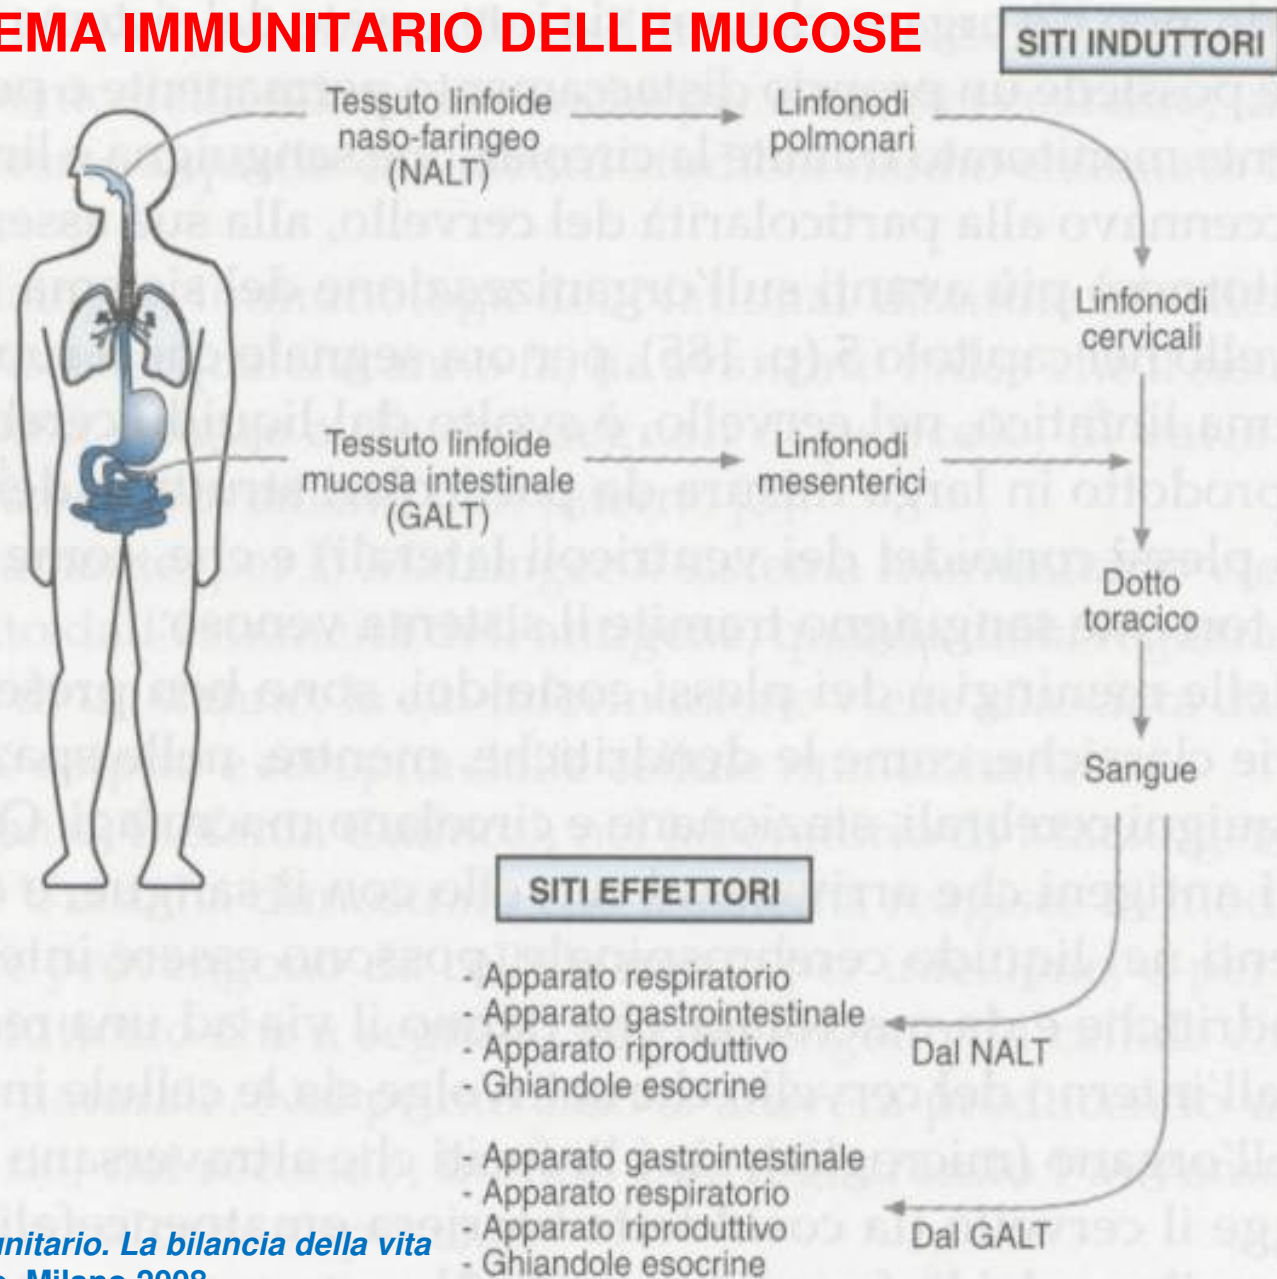 EMA IMMUNITARIO DELLE MUCOSE
SITI INDUTTORI
Tessuto linfoide
naso-faringeo
(NALT)
Linfonodi
polmonari
Linfonodi
cervicali
Tessuto linfoide
mucosa intestinale
(GALT)
Linfonodi
mesenterici
Dotto
toracico
Sangue
SITI EFFETTORI
- Apparato respiratorio
- Apparato gastrointestinale
- Apparato riproduttivo
- Ghiandole esocrine
Dal NALT
- Apparato gastrointestinale
- Apparato respiratorio
- Apparato riproduttivo
- Ghiandole esocrine
Dal GALT
unitario. La bilancia della vita
Milano 2008